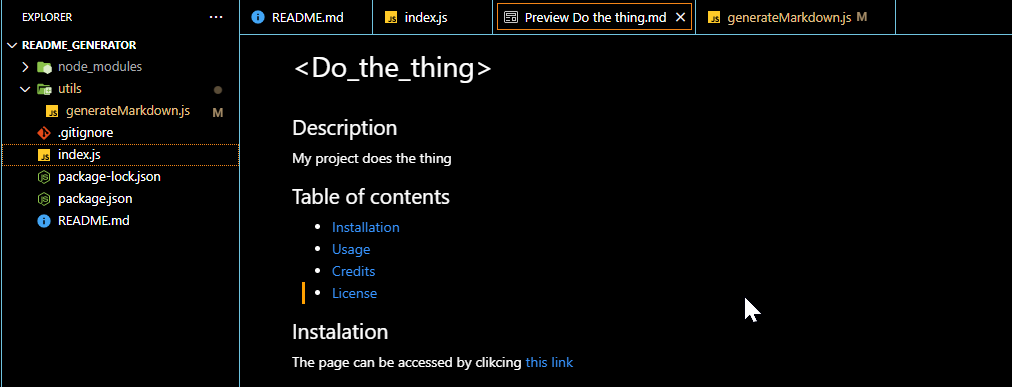 EXPLORER ...
README.md
index.js
Preview Do the thing.md
generateMarkdown.js M
README_GENERATOR
node_modules
utils
JS generateMarkdown.js M
.gitignore
JS index.js
package-lock.json
package.json
README.md
<Do_the_thing>
Description
My project does the thing
Table of contents
Installation
Usage
Credits
License
Instalation
The page can be accessed by clikcing this link